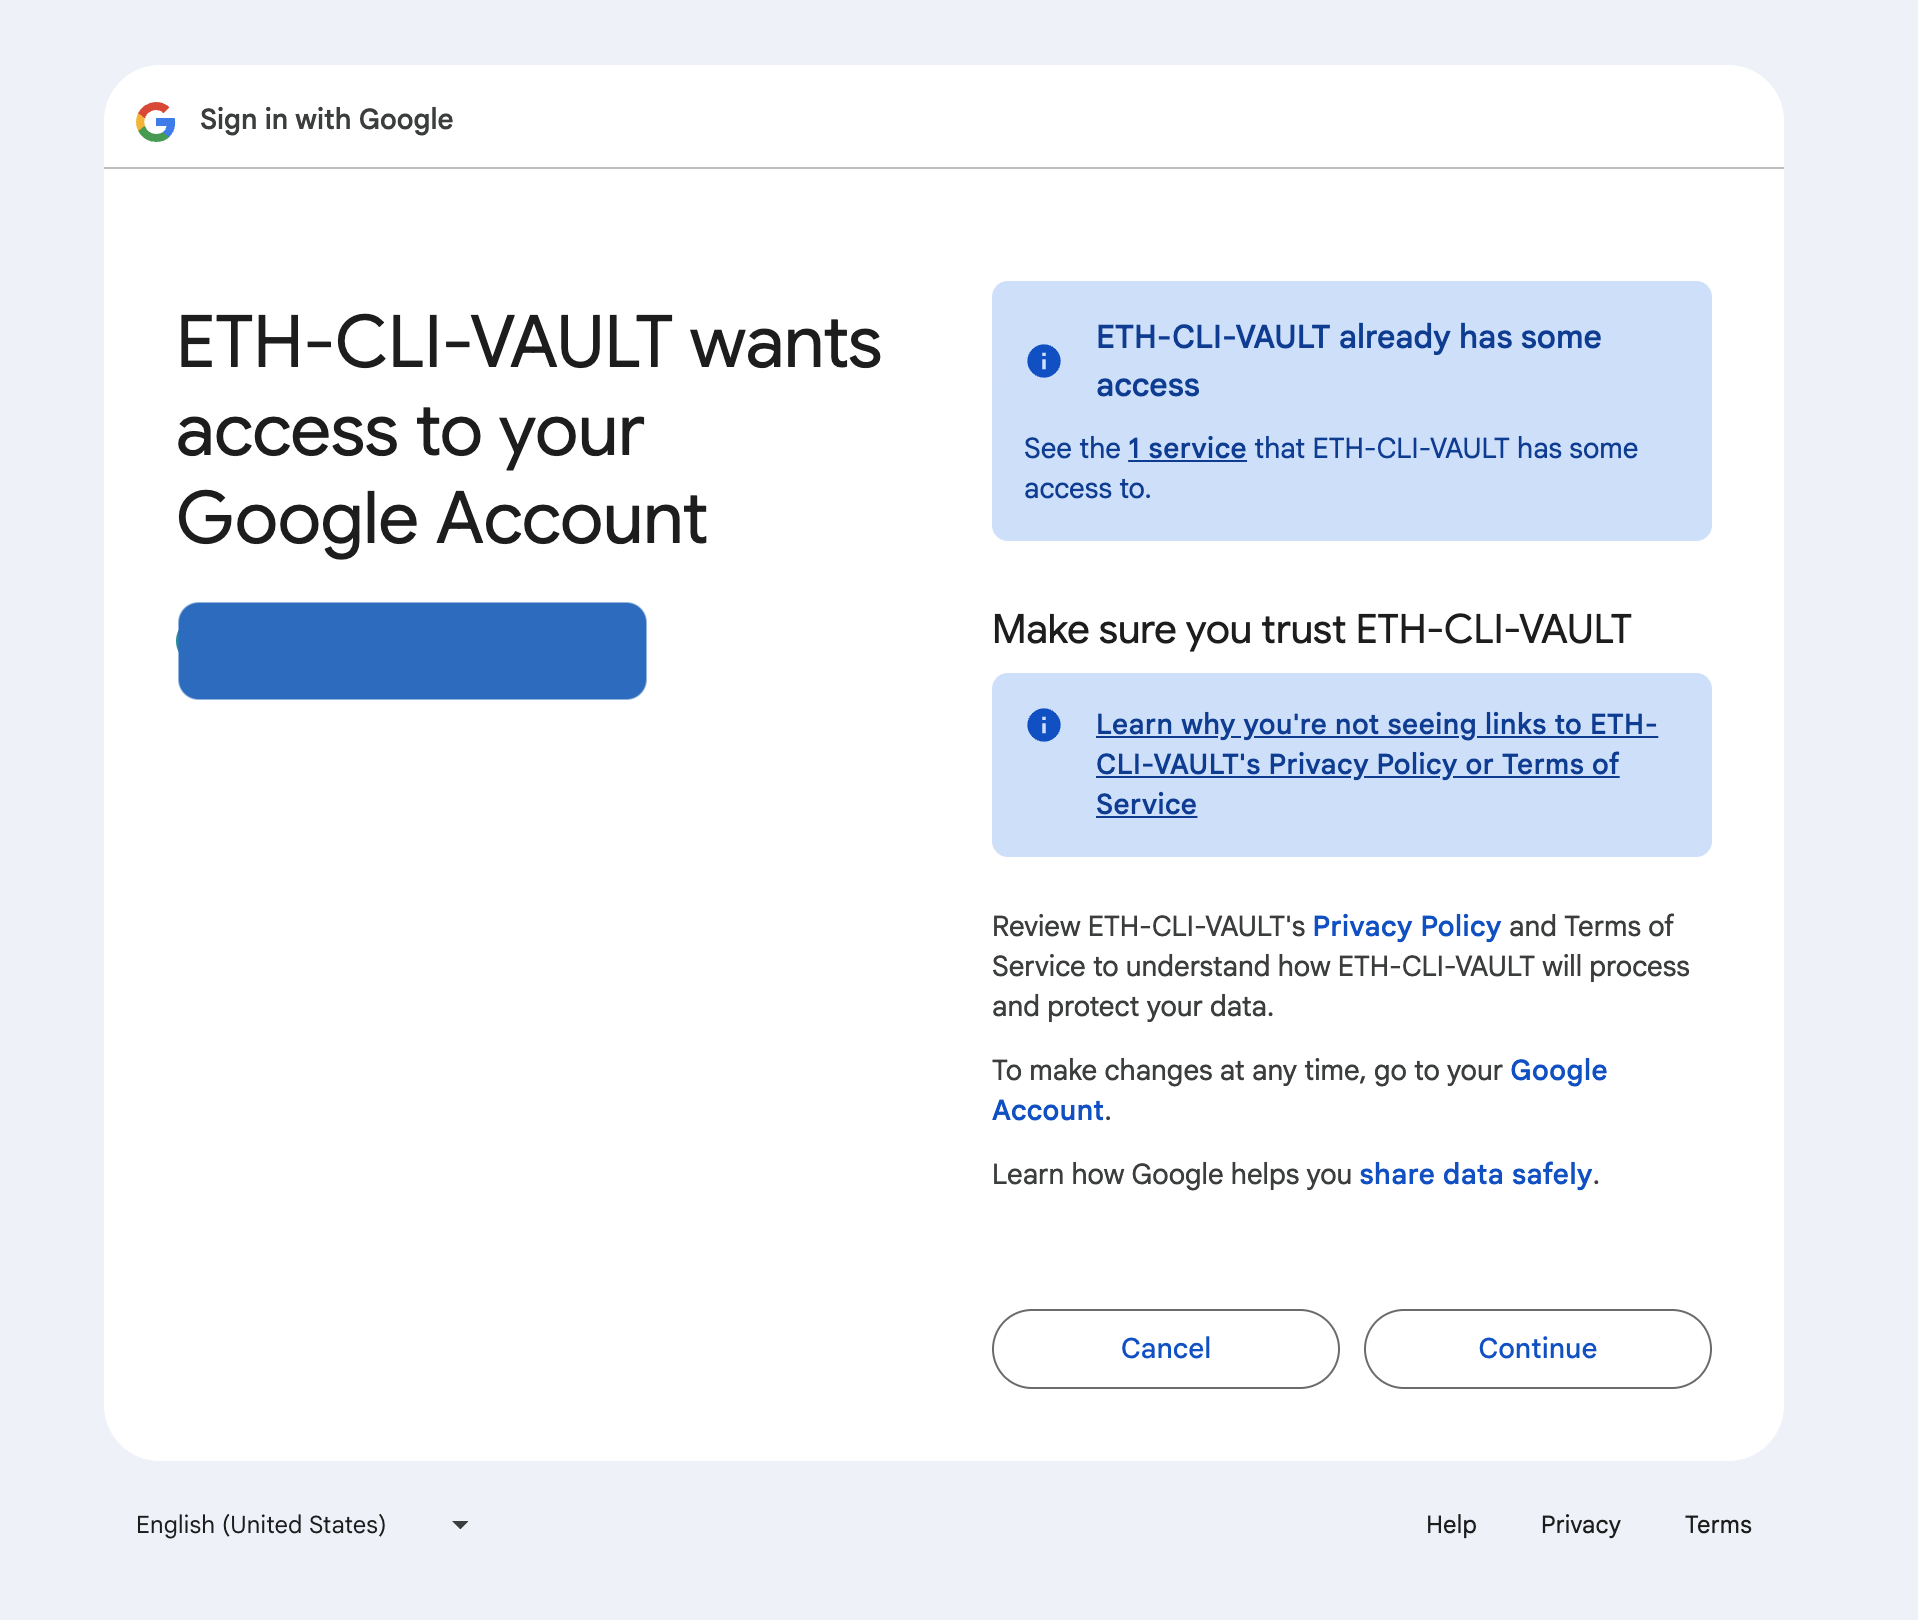 Sign in with Google
ETH-CLI-VAULT wants
access to your
Google Account
ETH-CLI-VAULT already has some
access
See the 1 service that ETH-CLI-VAULT has some
access to.
Make sure you trust ETH-CLI-VAULT
Learn why you're not seeing links to ETH-
CLI-VAULT's Privacy Policy or Terms of
Service
Review ETH-CLI-VAULT's Privacy Policy and Terms of
Service to understand how ETH-CLI-VAULT will process
and protect your data.
To make changes at any time, go to your Google
Account.
Learn how Google helps you share data safely.
Cancel
Continue
English (United States)
Help
Privacy
Terms